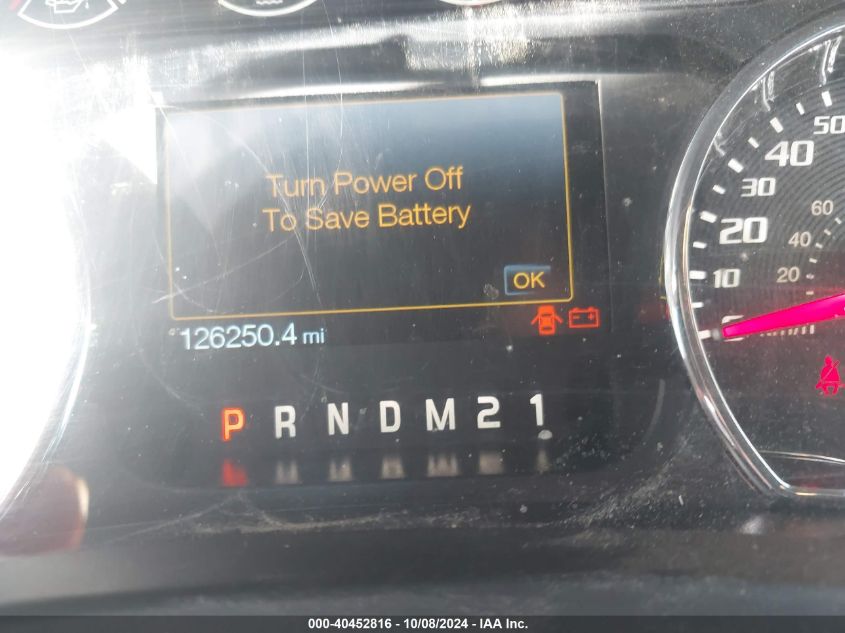 Turn Power Off
To Save Battery
OK
126250.4 mi
P R N D M 2 1
50
40
30
20
10
60
40
20
000-40452816 - 10/08/2024 - IAA Inc.